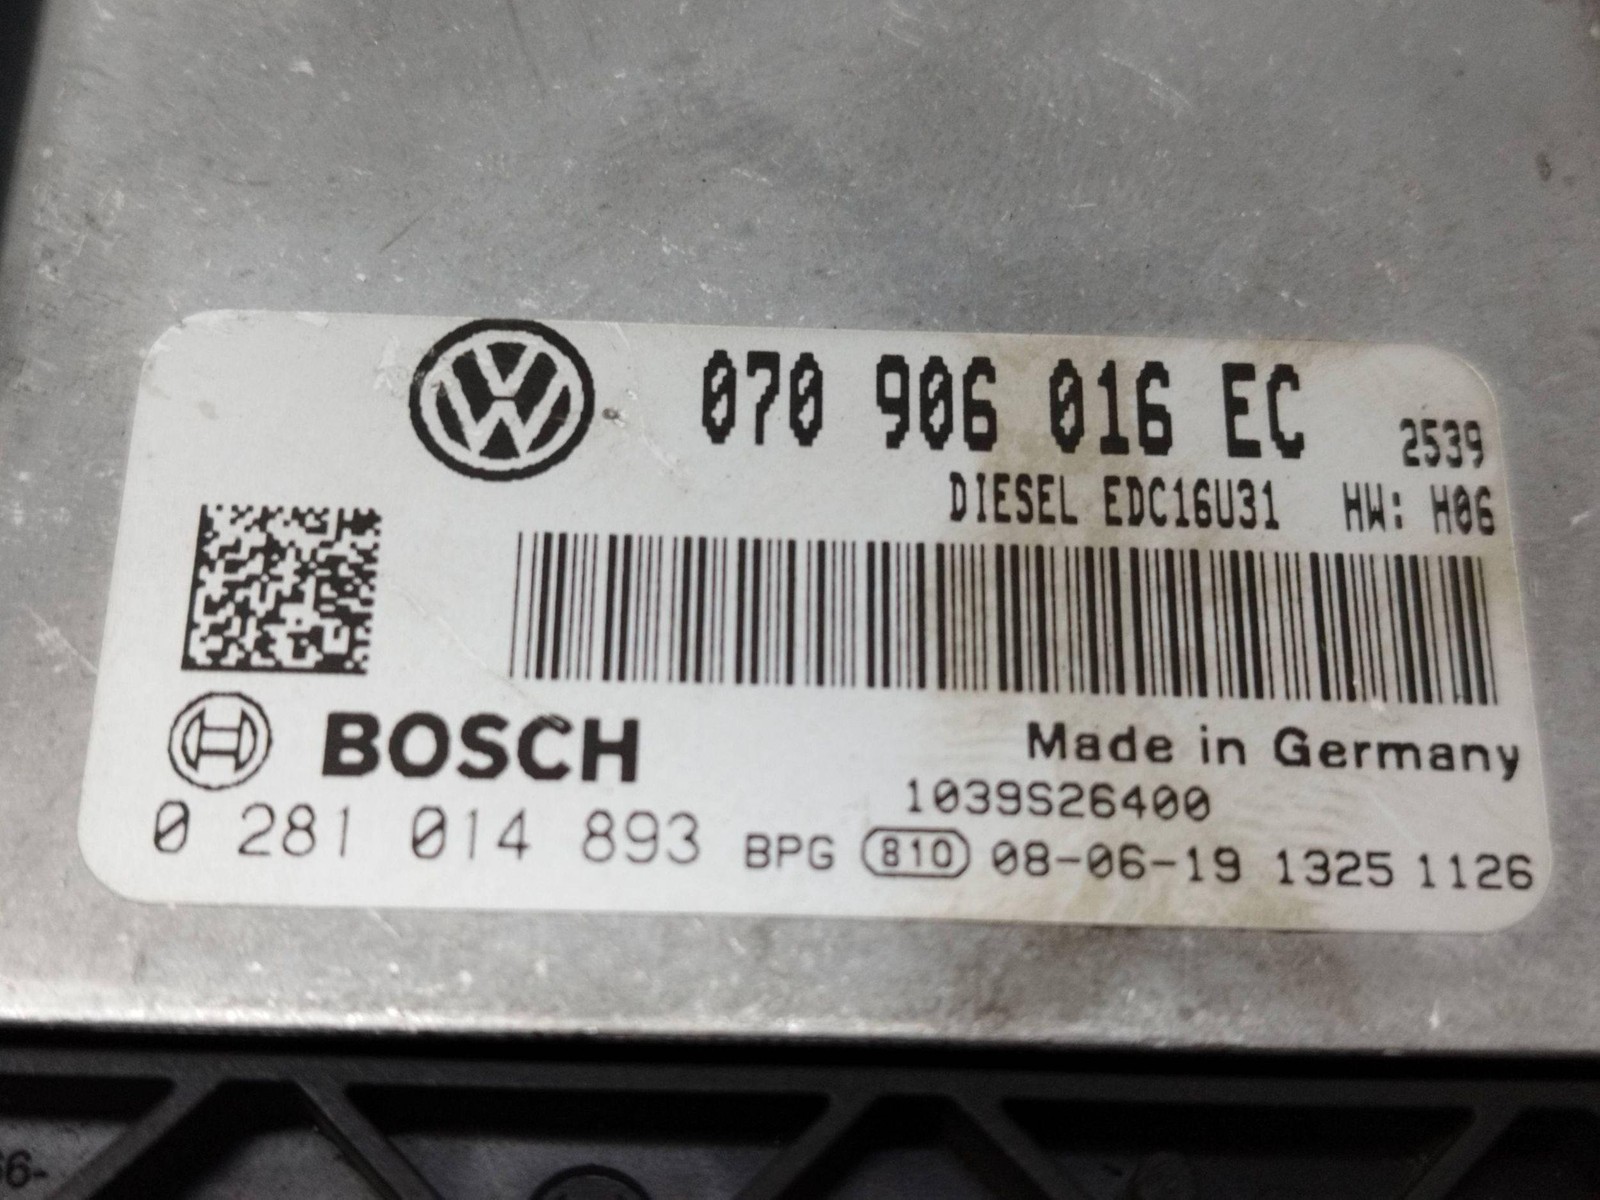 070 906 016 EC 2539
DIESEL EDC16U31 HW: H06
BOSCH
Made in Germany
1039S26400
0 281 014 893 BPG 810 08-06-19 1325 1126
66-